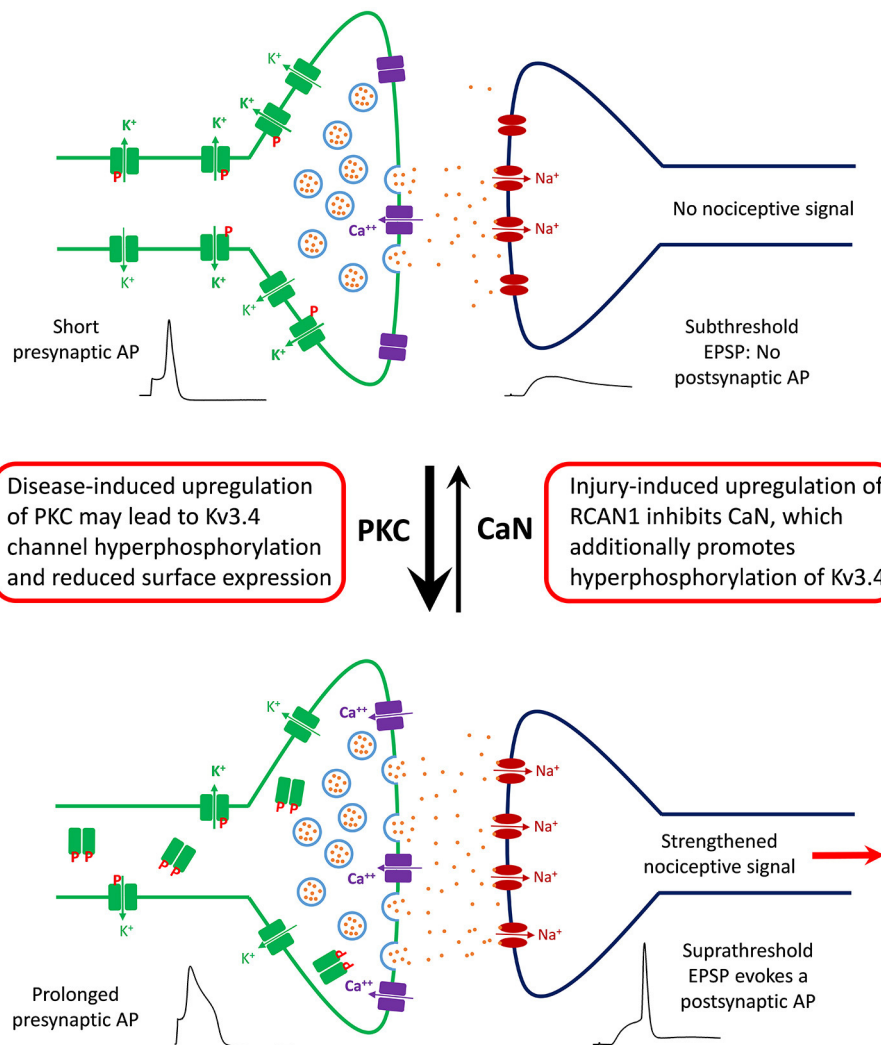 K⁺
K⁺
K⁺
K⁺
P
P
P
Ca⁺⁺
Na⁺
Na⁺
No nociceptive signal
P
K⁺
K⁺
K⁺
P
K⁺
Short
presynaptic AP
Subthreshold
EPSP: No
postsynaptic AP
Disease-induced upregulation
of PKC may lead to Kv3.4
channel hyperphosphorylation
and reduced surface expression
PKC
CaN
Injury-induced upregulation of
RCAN1 inhibits CaN, which
additionally promotes
hyperphosphorylation of Kv3.4
K⁺
Ca⁺⁺
K⁺
P
P P
P P
P P
Na⁺
Na⁺
Na⁺
Na⁺
Strengthened
nociceptive signal
Ca⁺⁺
P
K⁺
K⁺
P P
Ca⁺⁺
Prolonged
presynaptic AP
Suprathreshold
EPSP evokes a
postsynaptic AP